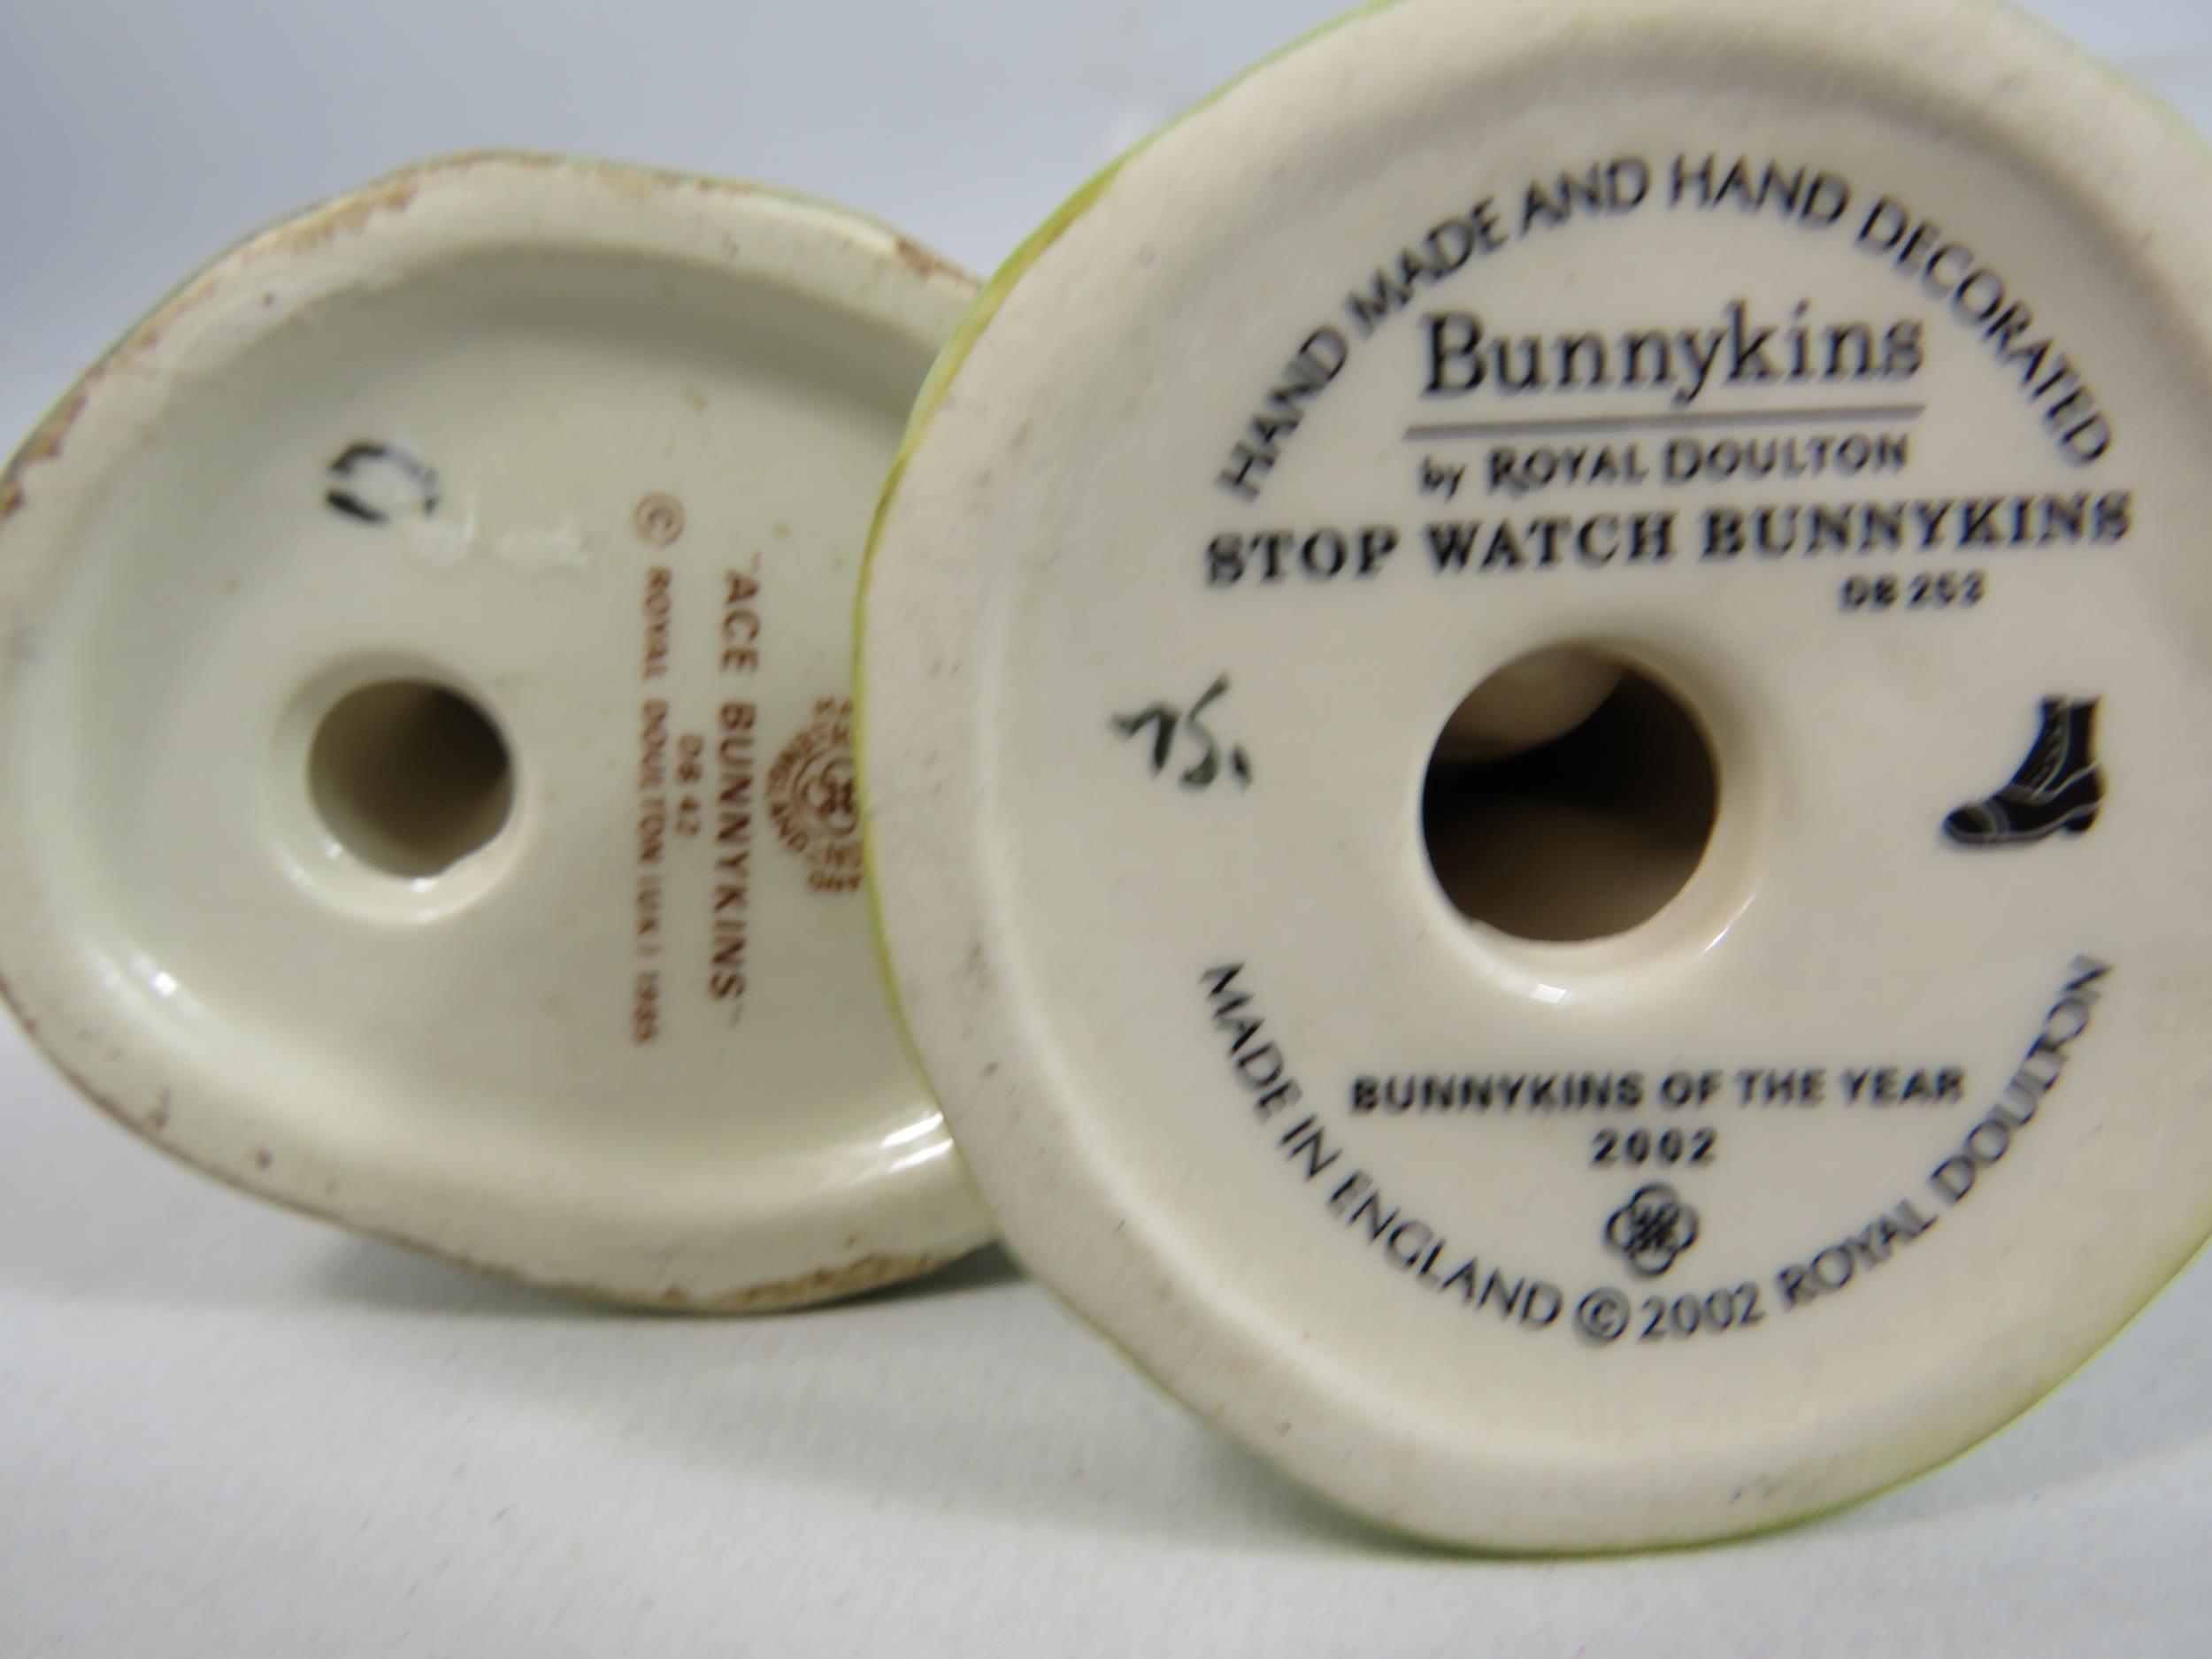 "ACE BUNNYKINS"
DB 42
© ROYAL DOULTON (UK) 1985
HAND MADE AND HAND DECORATED
Bunnykins
by ROYAL DOULTON
STOP WATCH BUNNYKINS
DB 253
BUNNYKINS OF THE YEAR
2002
MADE IN ENGLAND © 2002 ROYAL DOULTON